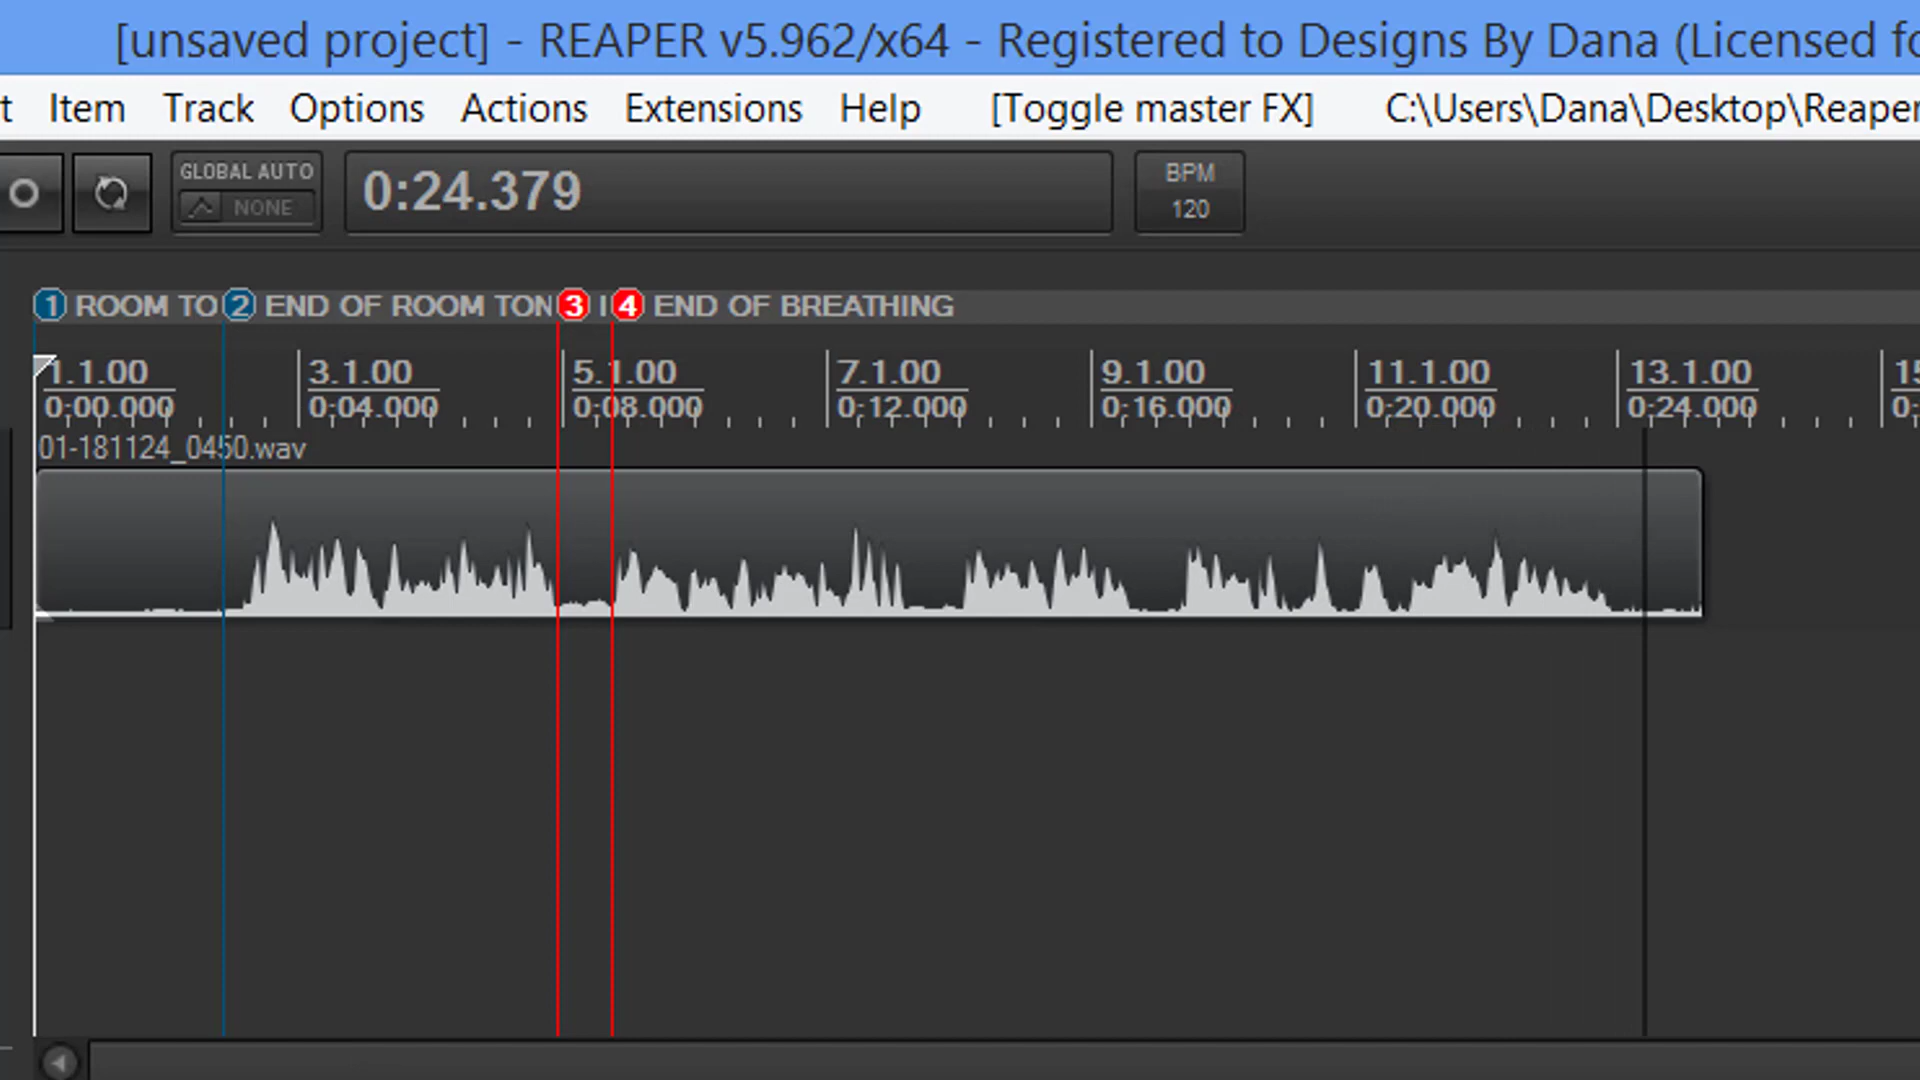 [unsaved project] - REAPER v5.962/x64 - Registered to Designs By Dana (Licensed fo
t Item Track Options Actions Extensions Help [Toggle master FX] C:\Users\Dana\Desktop\Reaper
GLOBAL AUTO
NONE
0:24.379
BPM
120
1 ROOM TO 2 END OF ROOM TON 3 I 4 END OF BREATHING
1.1.00 3.1.00 5.1.00 7.1.00 9.1.00 11.1.00 13.1.00 15
0:00.000 0:04.000 0:08.000 0:12.000 0:16.000 0:20.000 0:24.000 0:
01-181124_0450.wav